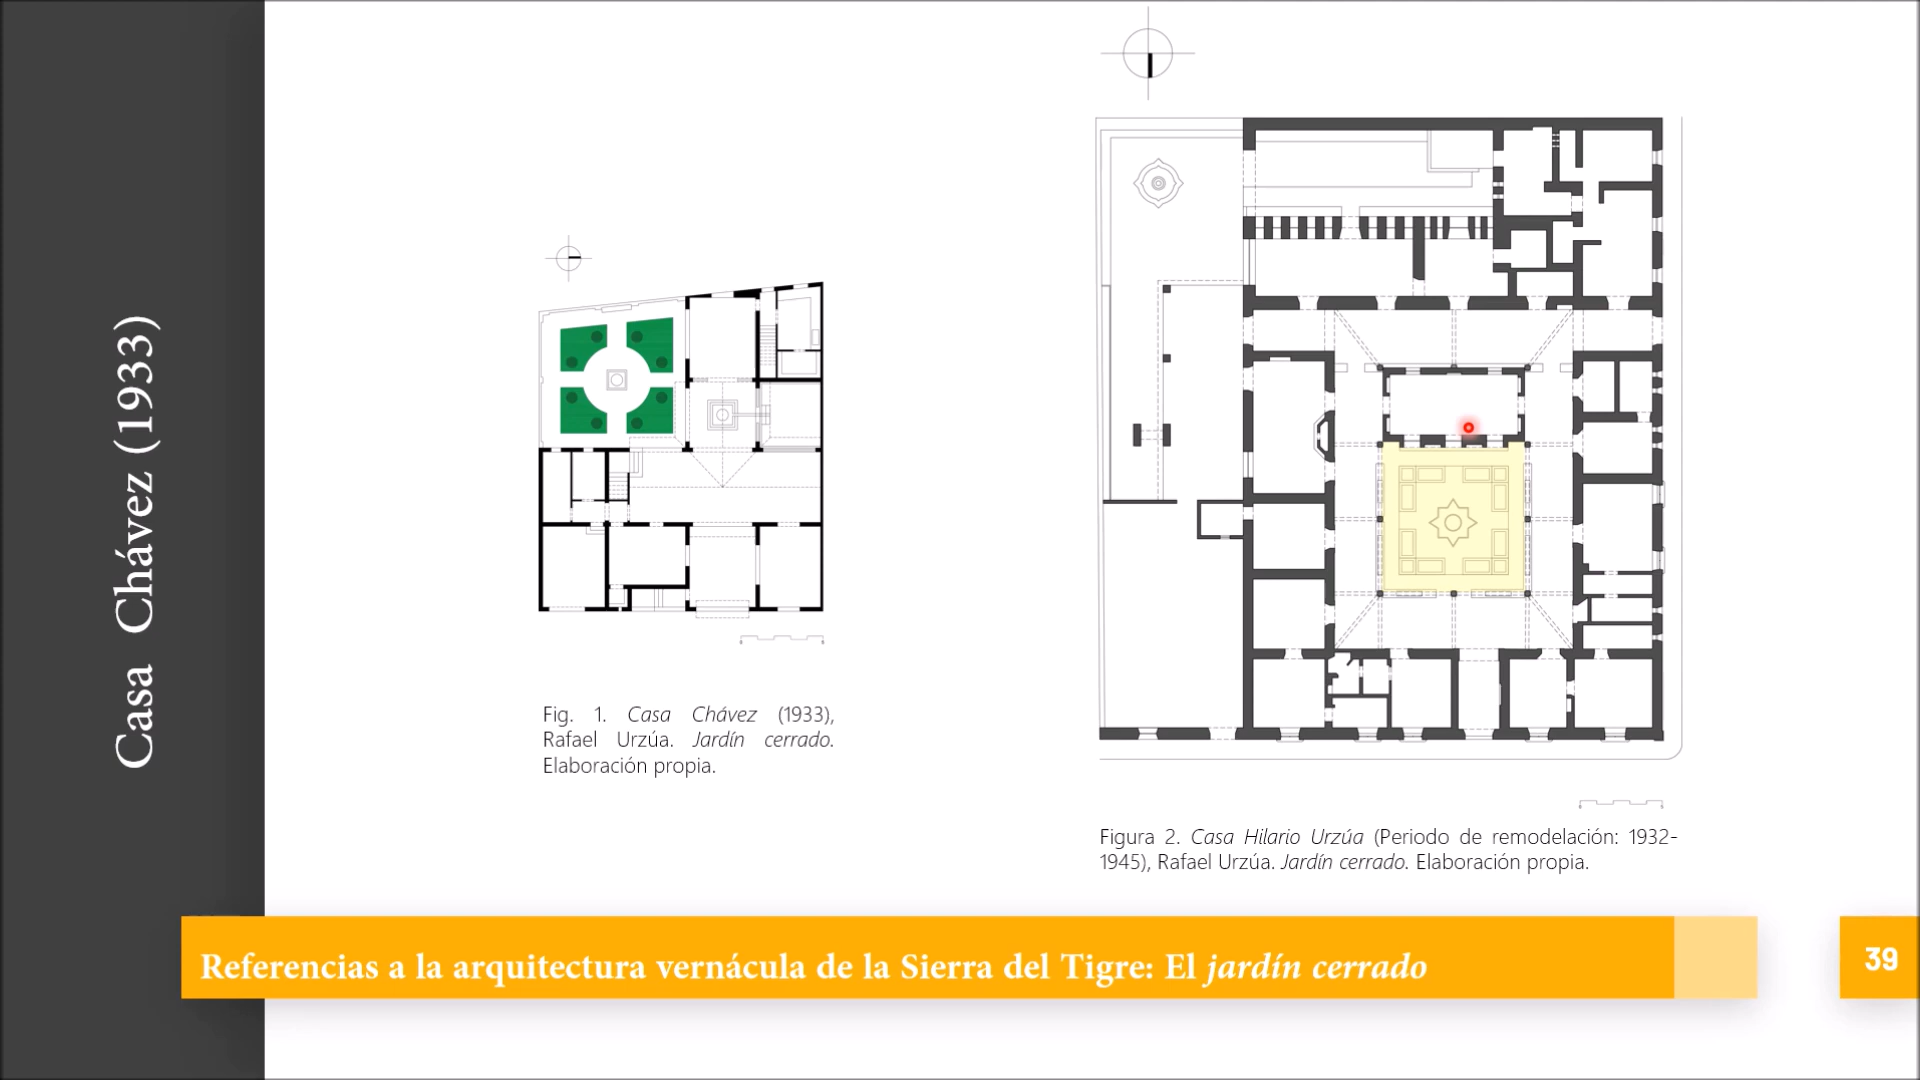 Casa Chávez (1933)
Fig. 1. Casa Chávez (1933),
Rafael Urzúa. Jardín cerrado.
Elaboración propia.
Figura 2. Casa Hilario Urzúa (Periodo de remodelación: 1932-
1945), Rafael Urzúa. Jardín cerrado. Elaboración propia.
Referencias a la arquitectura vernácula de la Sierra del Tigre: El jardín cerrado
39